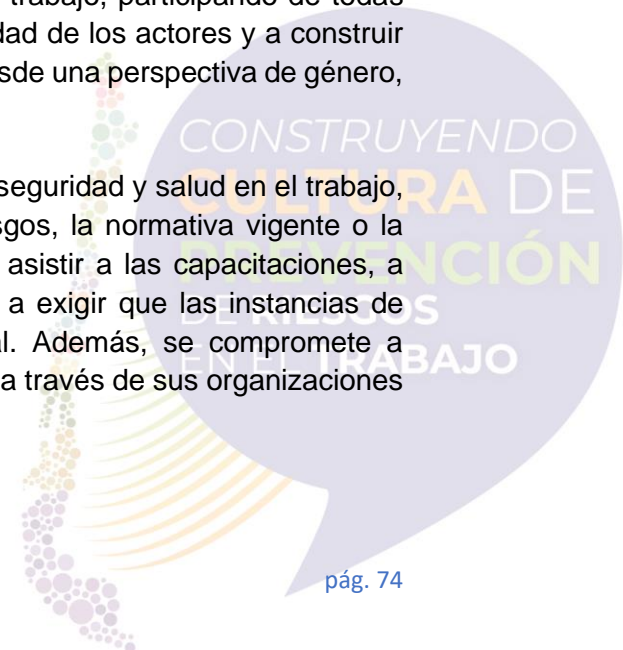 trabajo, participando de todas
dad de los actores y a construir
sde una perspectiva de género,
seguridad y salud en el trabajo,
sgos, la normativa vigente o la
asistir a las capacitaciones, a
a exigir que las instancias de
al. Además, se compromete a
a través de sus organizaciones
CONSTRUYENDO
CULTURA DE
PREVENCIÓN
DE RIESGOS
EN EL TRABAJO
pág. 74